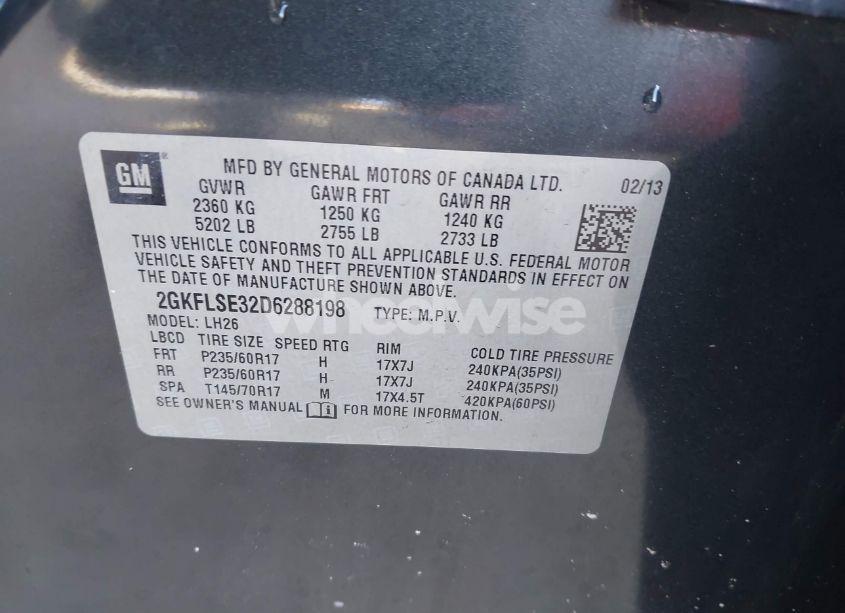 GM®
MFD BY GENERAL MOTORS OF CANADA LTD. 02/13
GVWR GAWR FRT GAWR RR
2360 KG 1250 KG 1240 KG
5202 LB 2755 LB 2733 LB
THIS VEHICLE CONFORMS TO ALL APPLICABLE U.S. FEDERAL MOTOR
VEHICLE SAFETY AND THEFT PREVENTION STANDARDS IN EFFECT ON
THE DATE OF MANUFACTURE SHOWN ABOVE.
2GKFLSE32D6288198 TYPE: M.P.V.
wheelwise
MODEL: LH26
LBCD TIRE SIZE SPEED RTG RIM COLD TIRE PRESSURE
FRT P235/60R17 H 17X7J 240KPA(35PSI)
RR P235/60R17 H 17X7J 240KPA(35PSI)
SPA T145/70R17 M 17X4.5T 420KPA(60PSI)
SEE OWNER'S MANUAL FOR MORE INFORMATION.